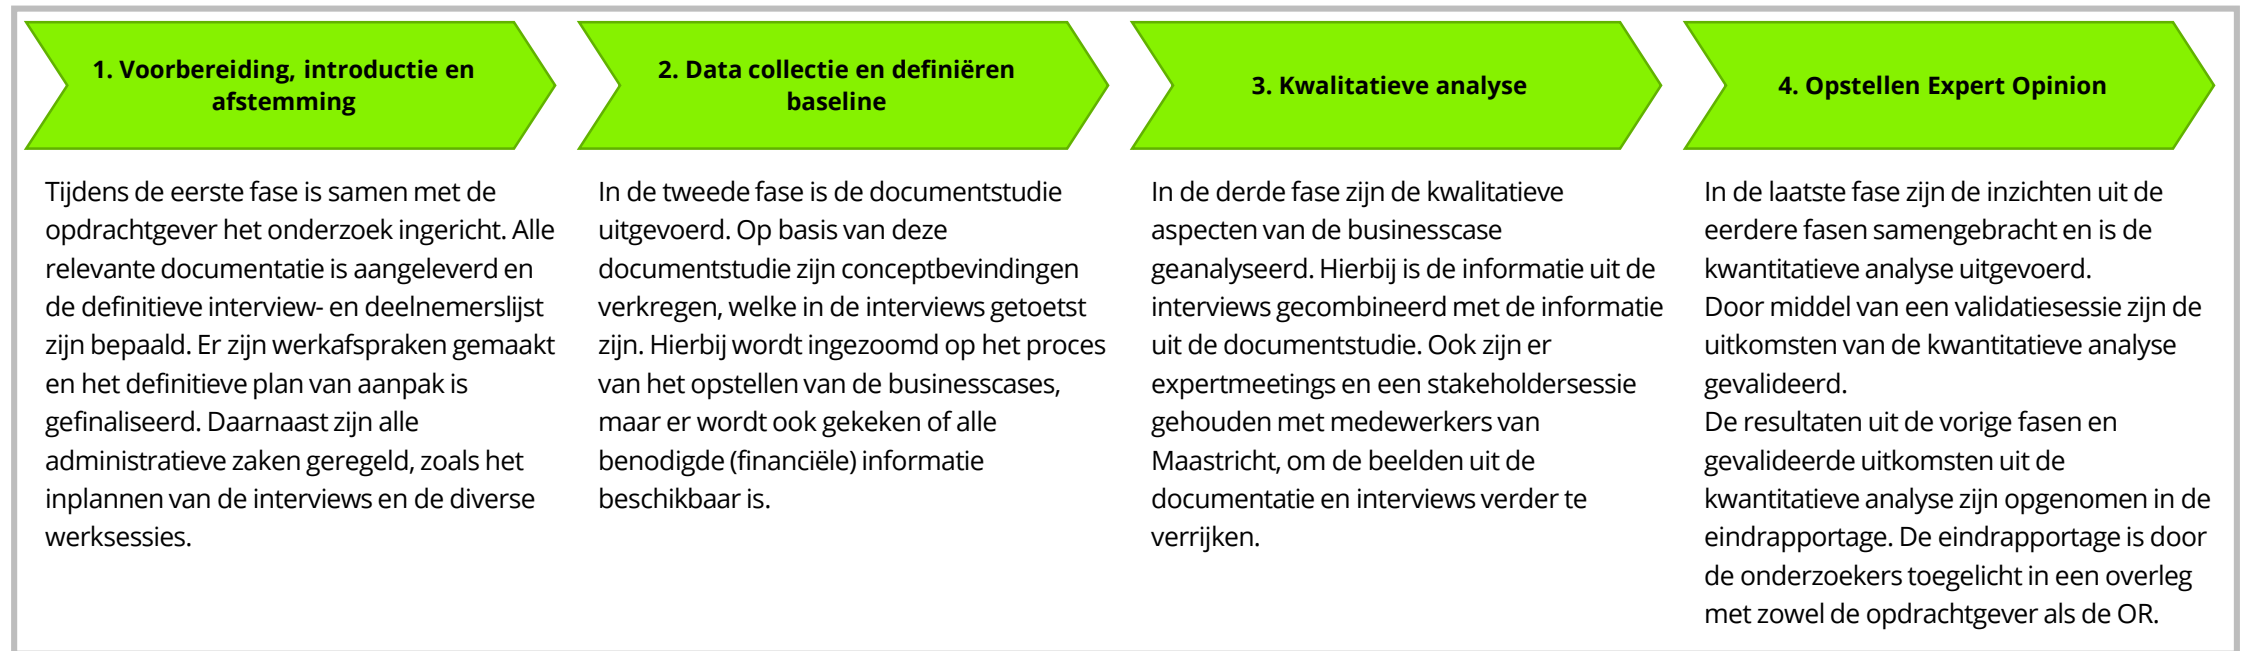 1. Voorbereiding, introductie en
afstemming
Tijdens de eerste fase is samen met de
opdrachtgever het onderzoek ingericht. Alle
relevante documentatie is aangeleverd en
de definitieve interview- en deelnemerslijst
zijn bepaald. Er zijn werkafspraken gemaakt
en het definitieve plan van aanpak is
gefinaliseerd. Daarnaast zijn alle
administratieve zaken geregeld, zoals het
inplannen van de interviews en de diverse
werksessies.
2. Data collectie en definiëren
baseline
In de tweede fase is de documentstudie
uitgevoerd. Op basis van deze
documentstudie zijn conceptbevindingen
verkregen, welke in de interviews getoetst
zijn. Hierbij wordt ingezoomd op het proces
van het opstellen van de businesscases,
maar er wordt ook gekeken of alle
benodigde (financiële) informatie
beschikbaar is.
3. Kwalitatieve analyse
In de derde fase zijn de kwalitatieve
aspecten van de businesscase
geanalyseerd. Hierbij is de informatie uit de
interviews gecombineerd met de informatie
uit de documentstudie. Ook zijn er
expertmeetings en een stakeholdersessie
gehouden met medewerkers van
Maastricht, om de beelden uit de
documentatie en interviews verder te
verrijken.
4. Opstellen Expert Opinion
In de laatste fase zijn de inzichten uit de
eerdere fasen samengebracht en is de
kwantitatieve analyse uitgevoerd.
Door middel van een validatiesessie zijn de
uitkomsten van de kwantitatieve analyse
gevalideerd.
De resultaten uit de vorige fasen en
gevalideerde uitkomsten uit de
kwantitatieve analyse zijn opgenomen in de
eindrapportage. De eindrapportage is door
de onderzoekers toegelicht in een overleg
met zowel de opdrachtgever als de OR.